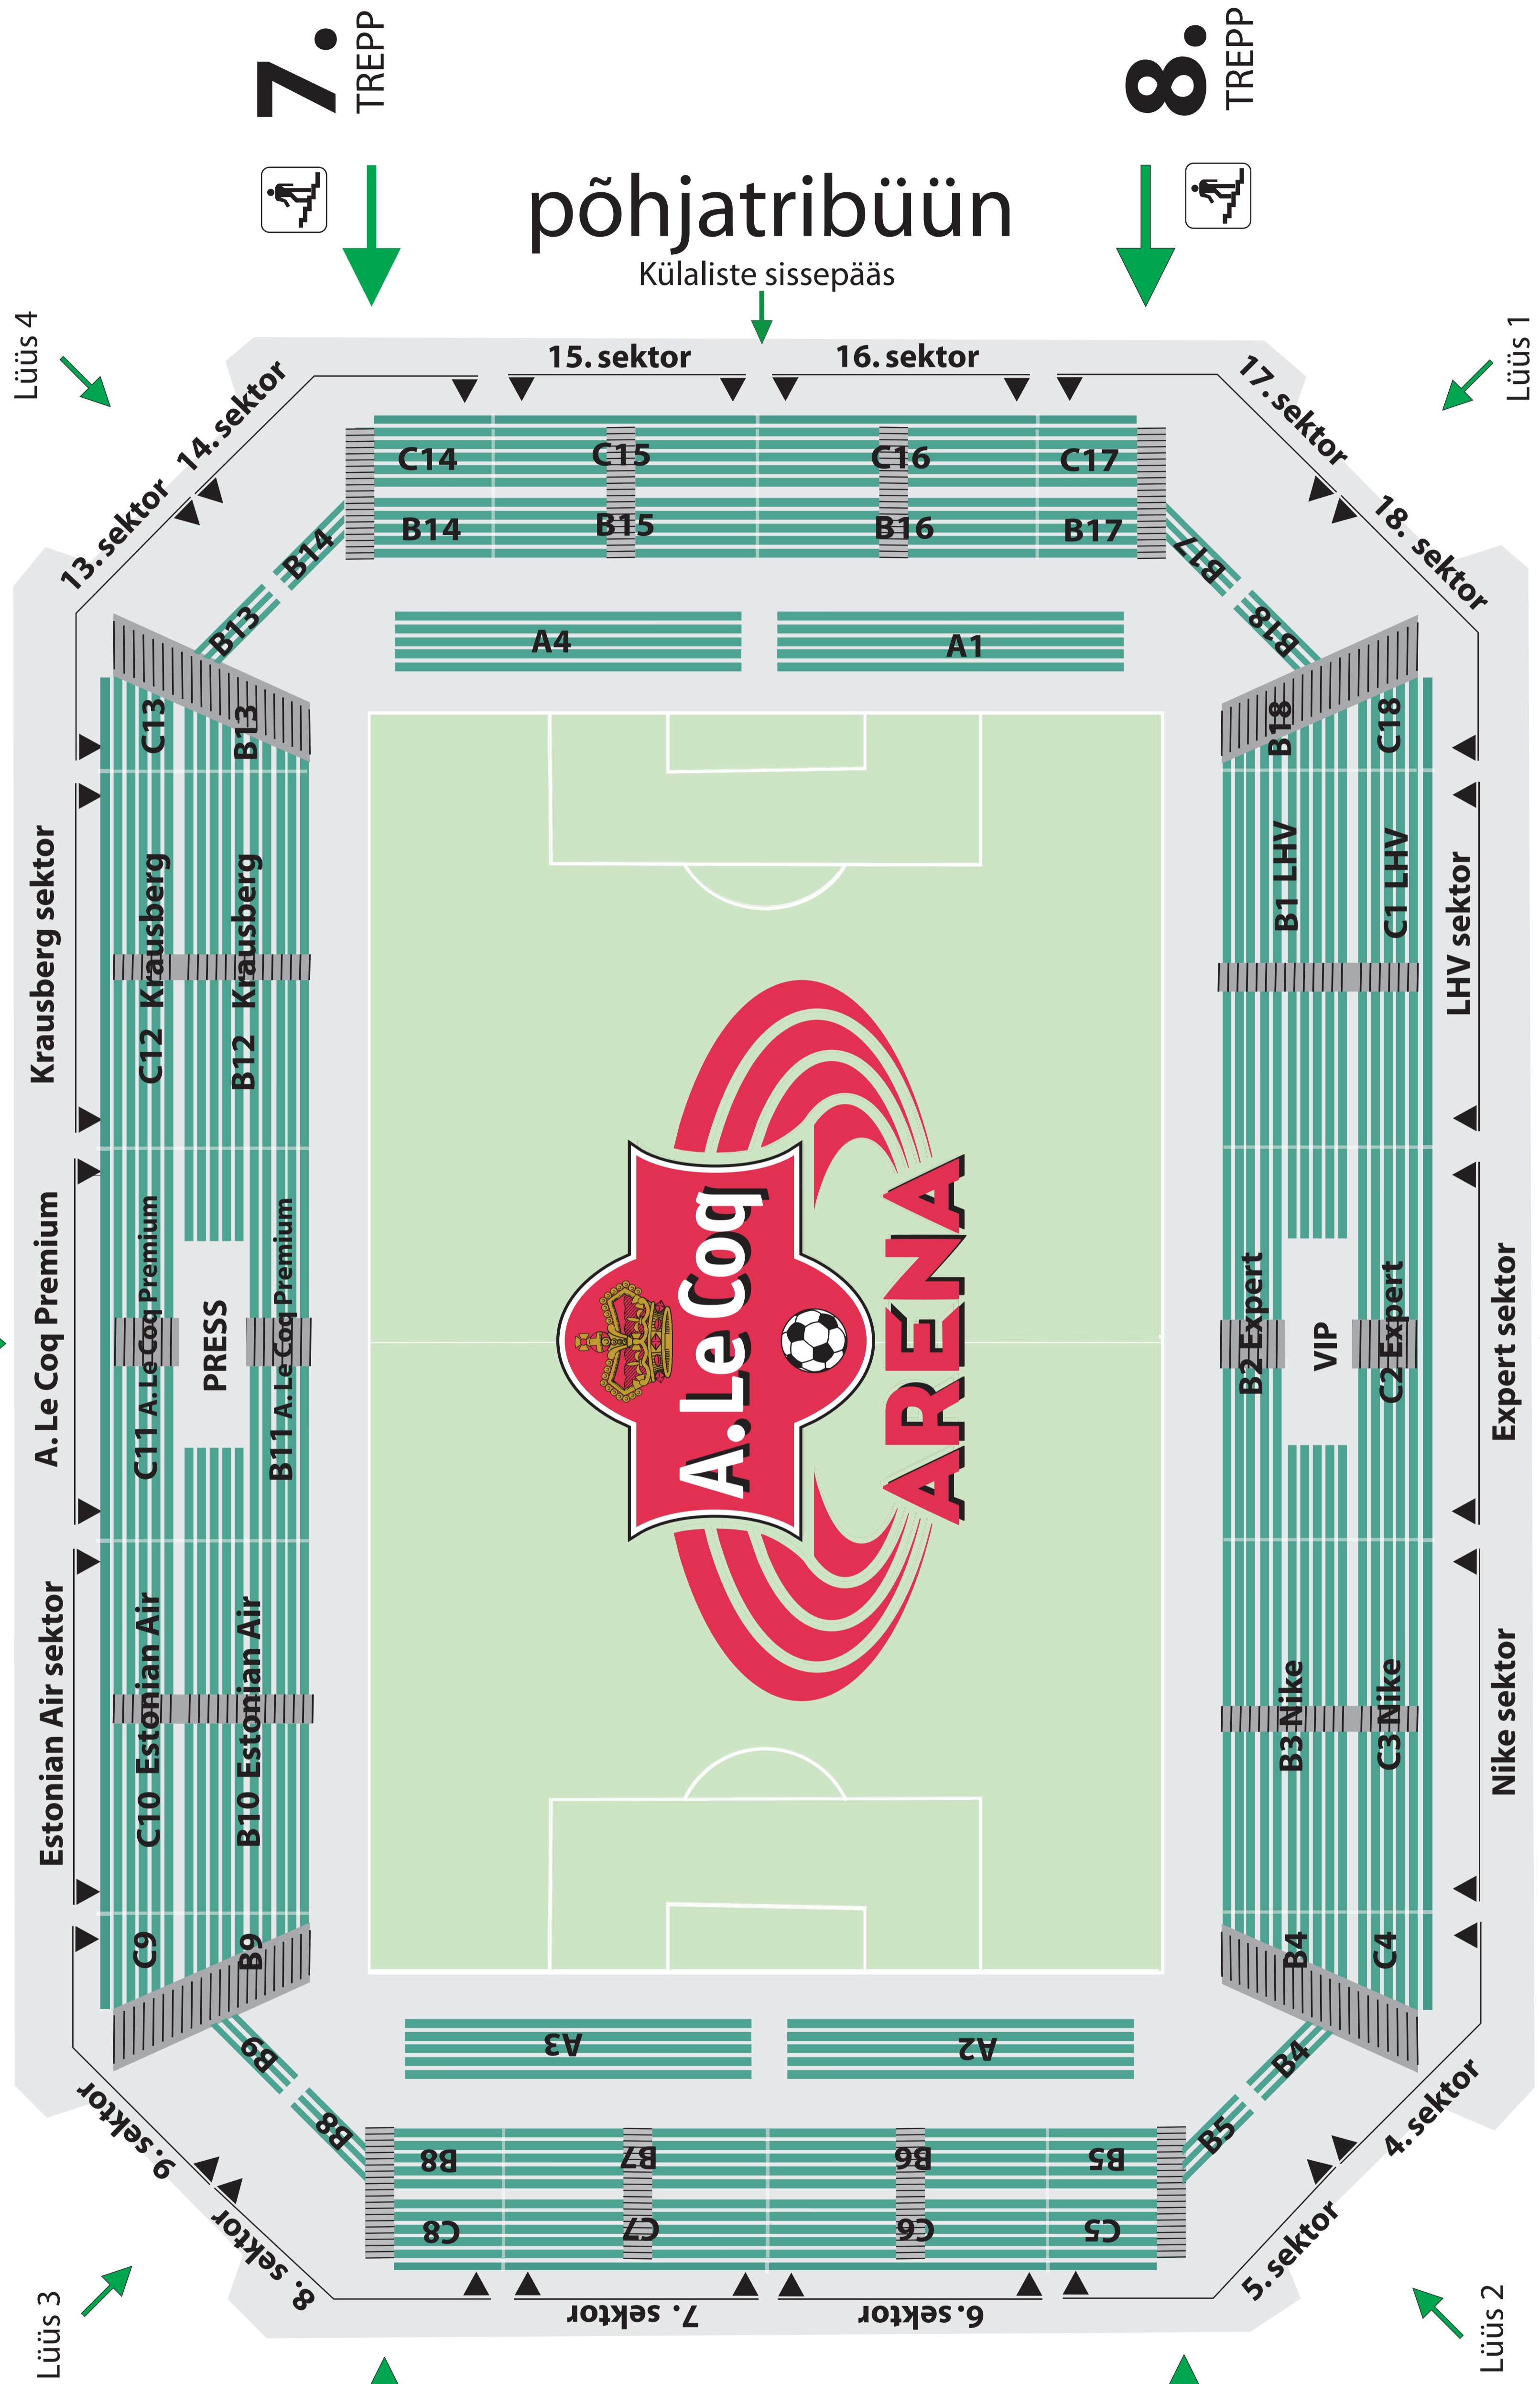 7.
TREPP
8.
TREPP
põhjatribüün
Külaliste sissepääs
Lüüs 4
Lüüs 1
15. sektor
16. sektor
14. sektor
17. sektor
13. sektor
18. sektor
C14
C15
C16
C17
B14
B15
B16
B17
B14
B17
B13
B18
A4
A1
C13
B13
B18
C18
Krausberg sektor
C12 Krausberg
B12 Krausberg
B1 LHV
C1 LHV
LHV sektor
A. Le Coq Premium
C11 A. Le Coq Premium
PRESS
B11 A. Le Coq Premium
A. Le Coq
ARENA
B2 Expert
VIP
C2 Expert
Expert sektor
Estonian Air sektor
C10 Estonian Air
B10 Estonian Air
B3 Nike
C3 Nike
Nike sektor
C9
B9
B4
C4
A3
A2
B9
B4
B8
B5
9. sektor
4. sektor
B8
B7
B6
B5
C8
C7
C6
C5
8. sektor
5. sektor
7. sektor
6. sektor
Lüüs 3
Lüüs 2